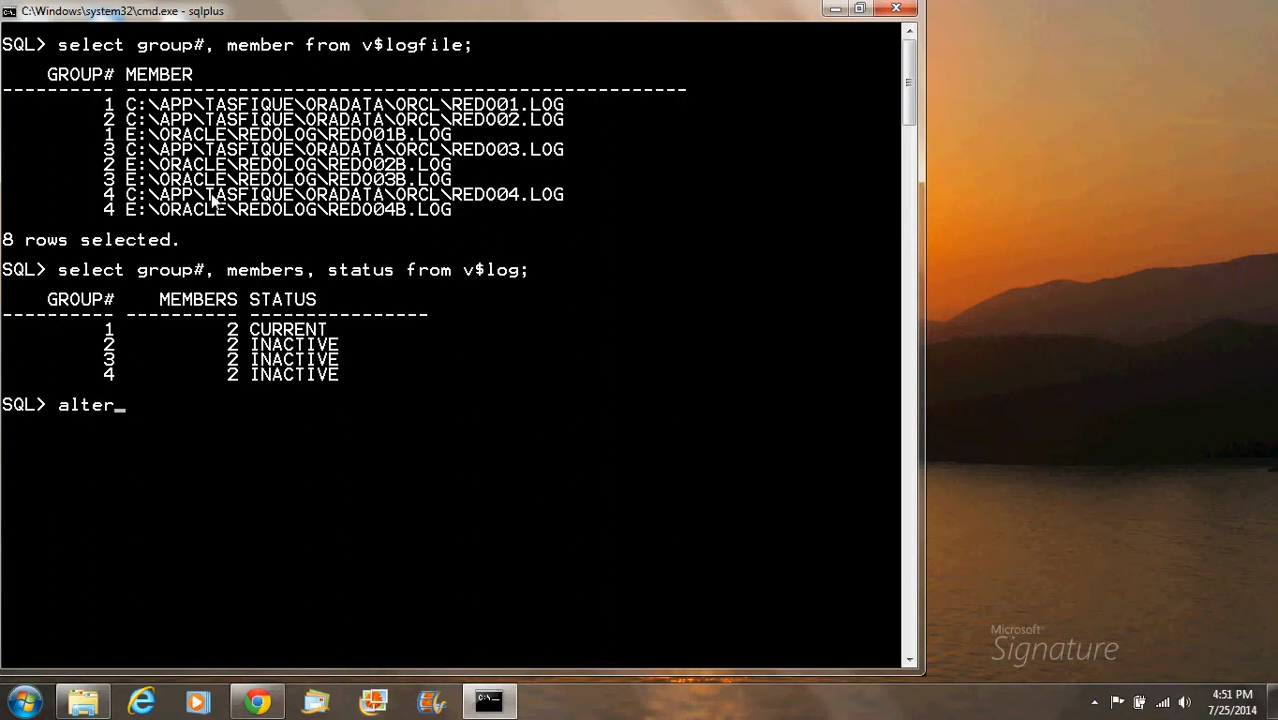 C:\Windows\system32\cmd.exe - sqlplus
SQL> select group#, member from v$logfile;
GROUP# MEMBER
---------- --------------------------------------------------
1 C:\APP\TASFIQUE\ORADATA\ORCL\REDO01.LOG
2 C:\APP\TASFIQUE\ORADATA\ORCL\REDO02.LOG
1 E:\ORACLE\REDOLOG\REDO01B.LOG
3 C:\APP\TASFIQUE\ORADATA\ORCL\REDO03.LOG
2 E:\ORACLE\REDOLOG\REDO02B.LOG
3 E:\ORACLE\REDOLOG\REDO03B.LOG
4 C:\APP\TASFIQUE\ORADATA\ORCL\REDO4.LOG
4 E:\ORACLE\REDOLOG\REDO04B.LOG
8 rows selected.
SQL> select group#, members, status from v$log;
GROUP# MEMBERS STATUS
---------- ---------- ----------------
1 2 CURRENT
2 2 INACTIVE
3 2 INACTIVE
4 2 INACTIVE
SQL> alter_
Microsoft
Signature
C:\.
4:51 PM
7/25/2014